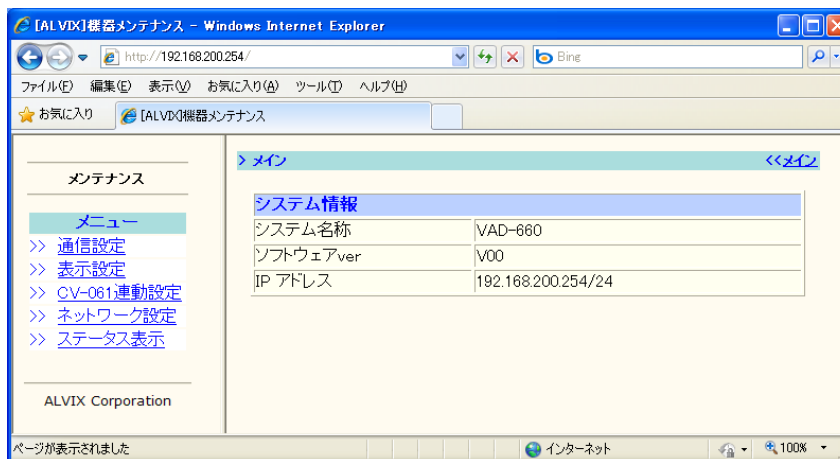 [ALVIX]機器メンテナンス - Windows Internet Explorer
http://192.168.200.254/
Bing
ファイル(F) 編集(E) 表示(V) お気に入り(A) ツール(T) ヘルプ(H)
お気に入り [ALVIX]機器メンテナンス
メンテナンス
メニュー
>> 通信設定
>> 表示設定
>> CV-061連動設定
>> ネットワーク設定
>> ステータス表示
ALVIX Corporation
> メイン <<メイン
システム情報
システム名称 VAD-660
ソフトウェアver V00
IP アドレス 192.168.200.254/24
ページが表示されました インターネット 100%